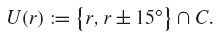 U(r) := {r, r ± 15°} ∩ C.